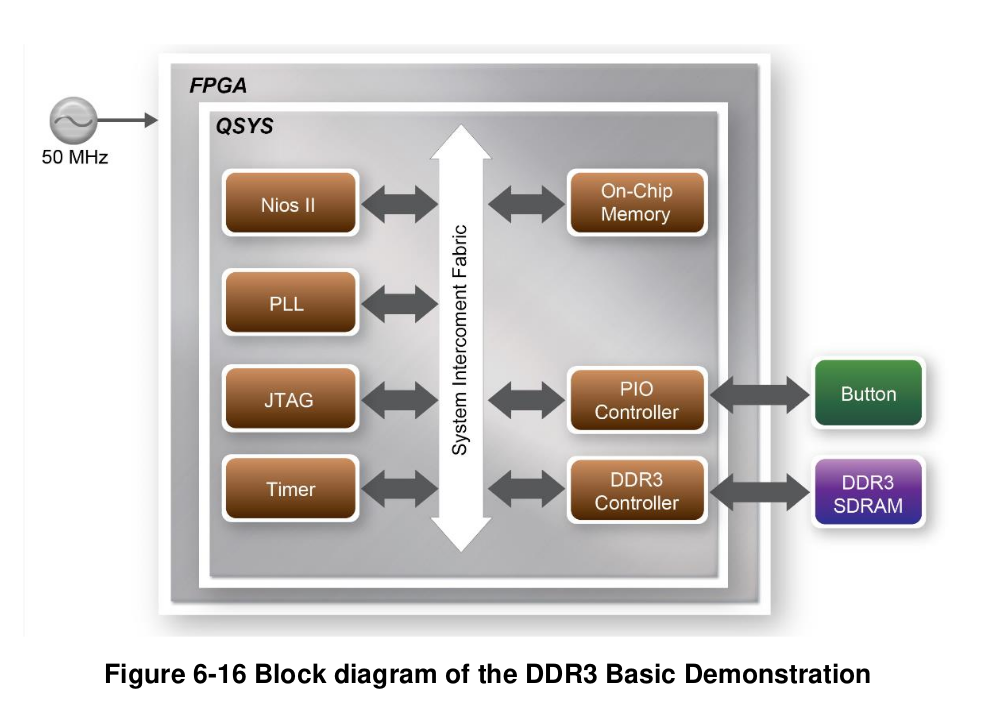 FPGA
QSYS
50 MHz
Nios II
On-Chip
Memory
PLL
System Intercoment Fabric
JTAG
PIO
Controller
Button
Timer
DDR3
Controller
DDR3
SDRAM
Figure 6-16 Block diagram of the DDR3 Basic Demonstration